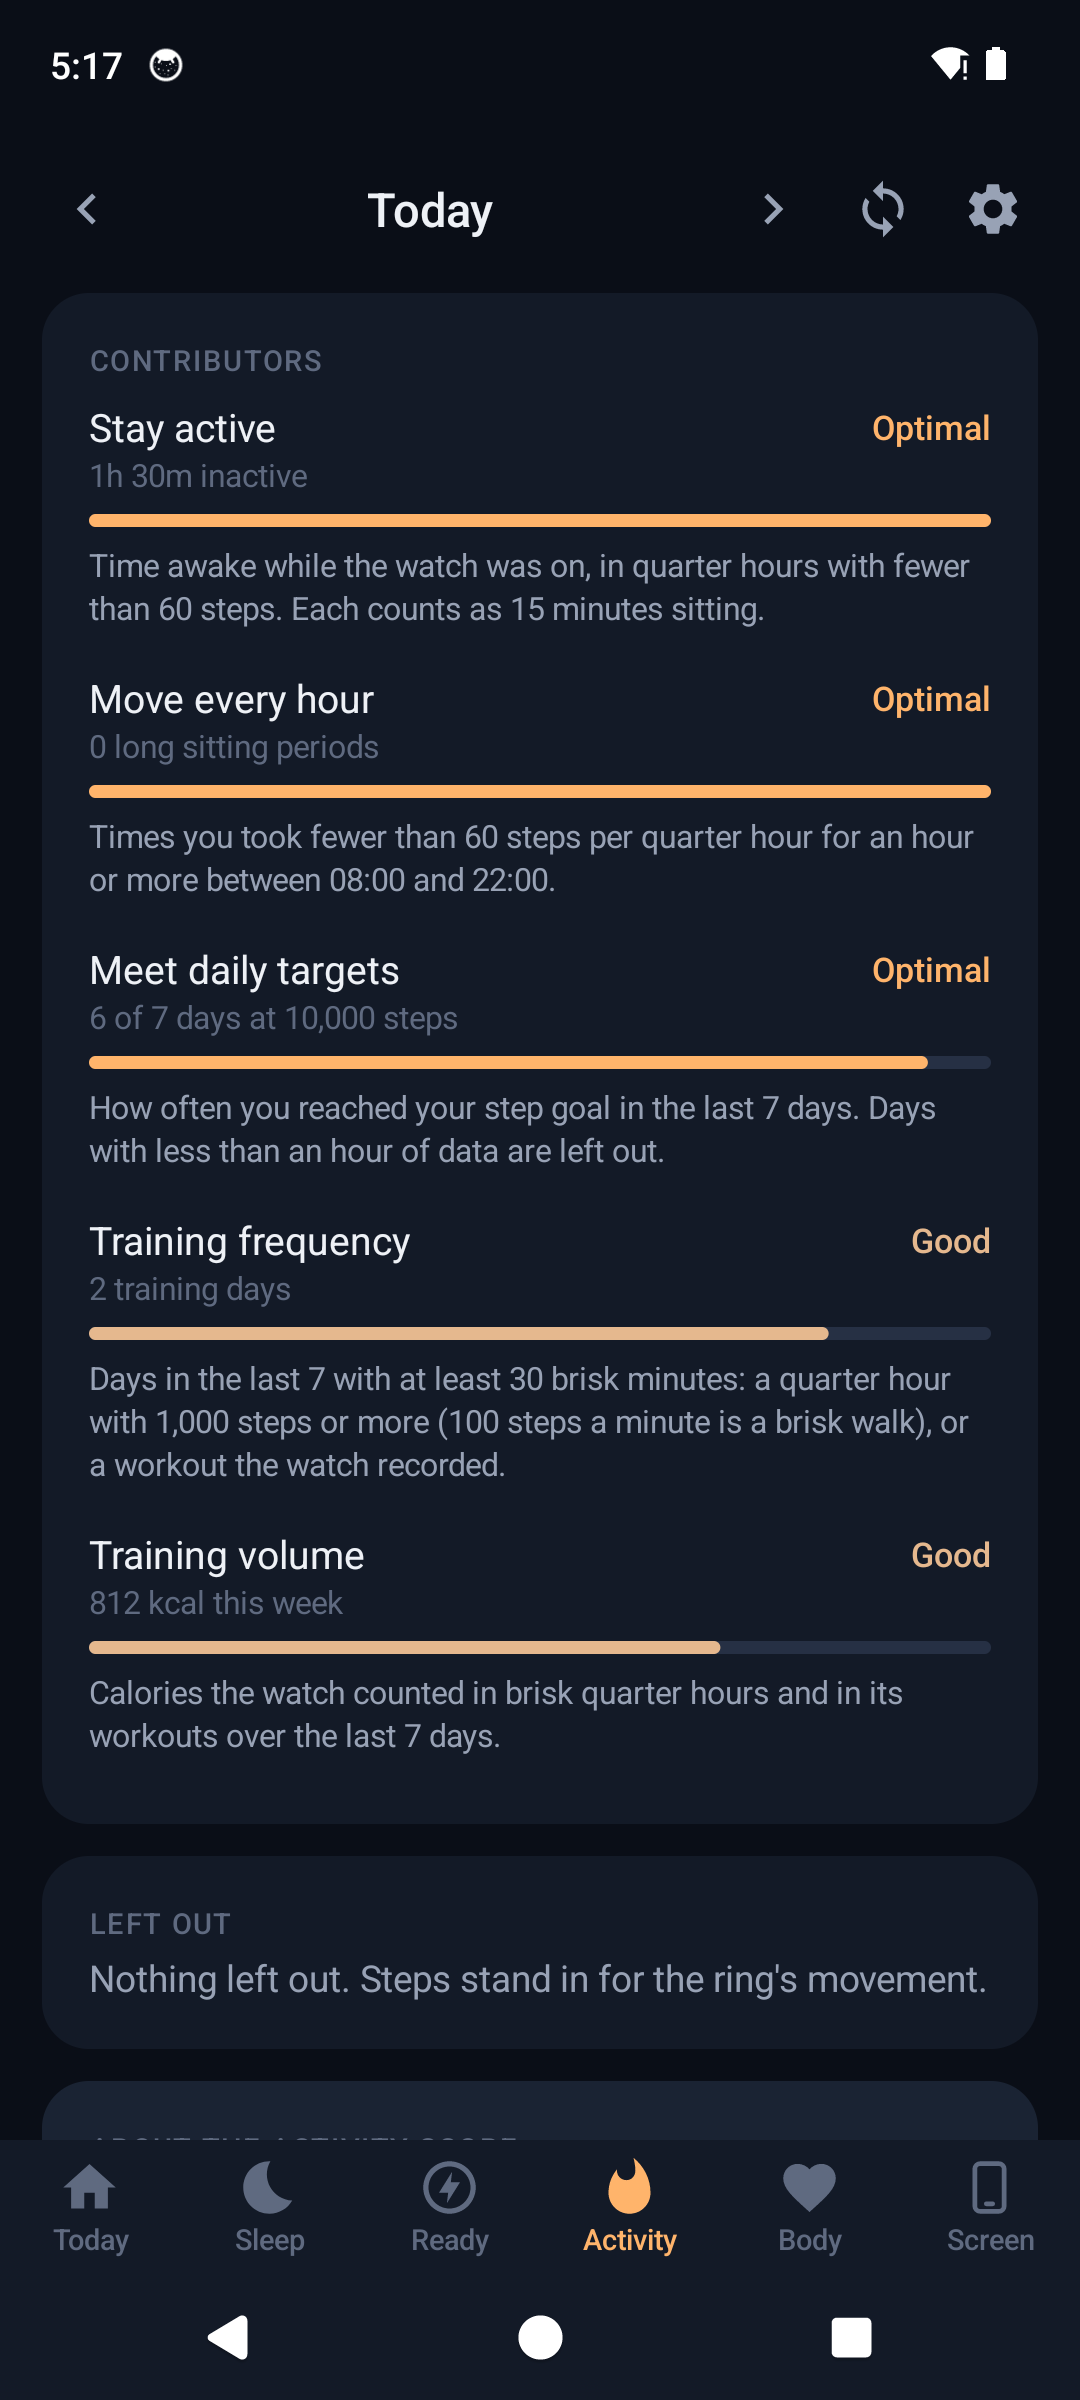 5:17
Today
CONTRIBUTORS
Stay active
Optimal
1h 30m inactive
Time awake while the watch was on, in quarter hours with fewer
than 60 steps. Each counts as 15 minutes sitting.
Move every hour
Optimal
0 long sitting periods
Times you took fewer than 60 steps per quarter hour for an hour
or more between 08:00 and 22:00.
Meet daily targets
Optimal
6 of 7 days at 10,000 steps
How often you reached your step goal in the last 7 days. Days
with less than an hour of data are left out.
Training frequency
Good
2 training days
Days in the last 7 with at least 30 brisk minutes: a quarter hour
with 1,000 steps or more (100 steps a minute is a brisk walk), or
a workout the watch recorded.
Training volume
Good
812 kcal this week
Calories the watch counted in brisk quarter hours and in its
workouts over the last 7 days.
LEFT OUT
Nothing left out. Steps stand in for the ring's movement.
Today
Sleep
Ready
Activity
Body
Screen